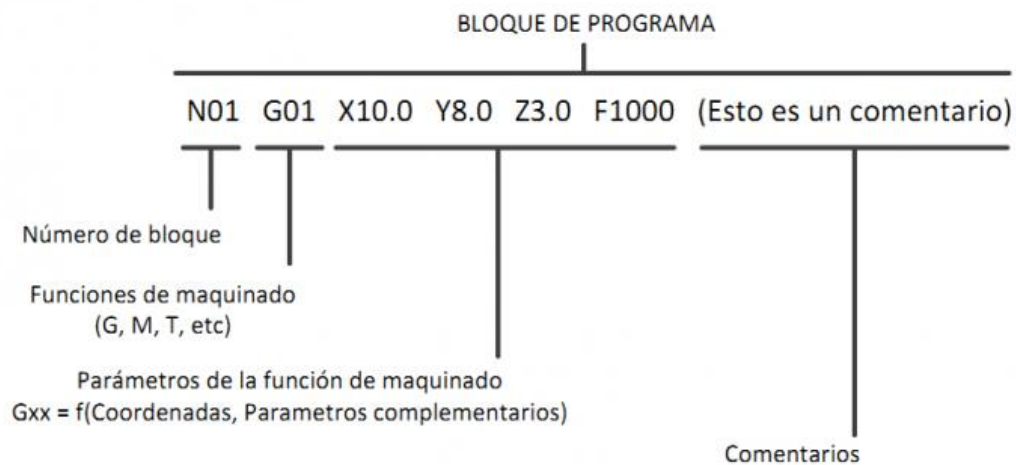 BLOQUE DE PROGRAMA
N01 G01 X10.0 Y8.0 Z3.0 F1000 (Esto es un comentario)
Número de bloque
Funciones de maquinado
(G, M, T, etc)
Parámetros de la función de maquinado
Gxx = f(Coordenadas, Parametros complementarios)
Comentarios